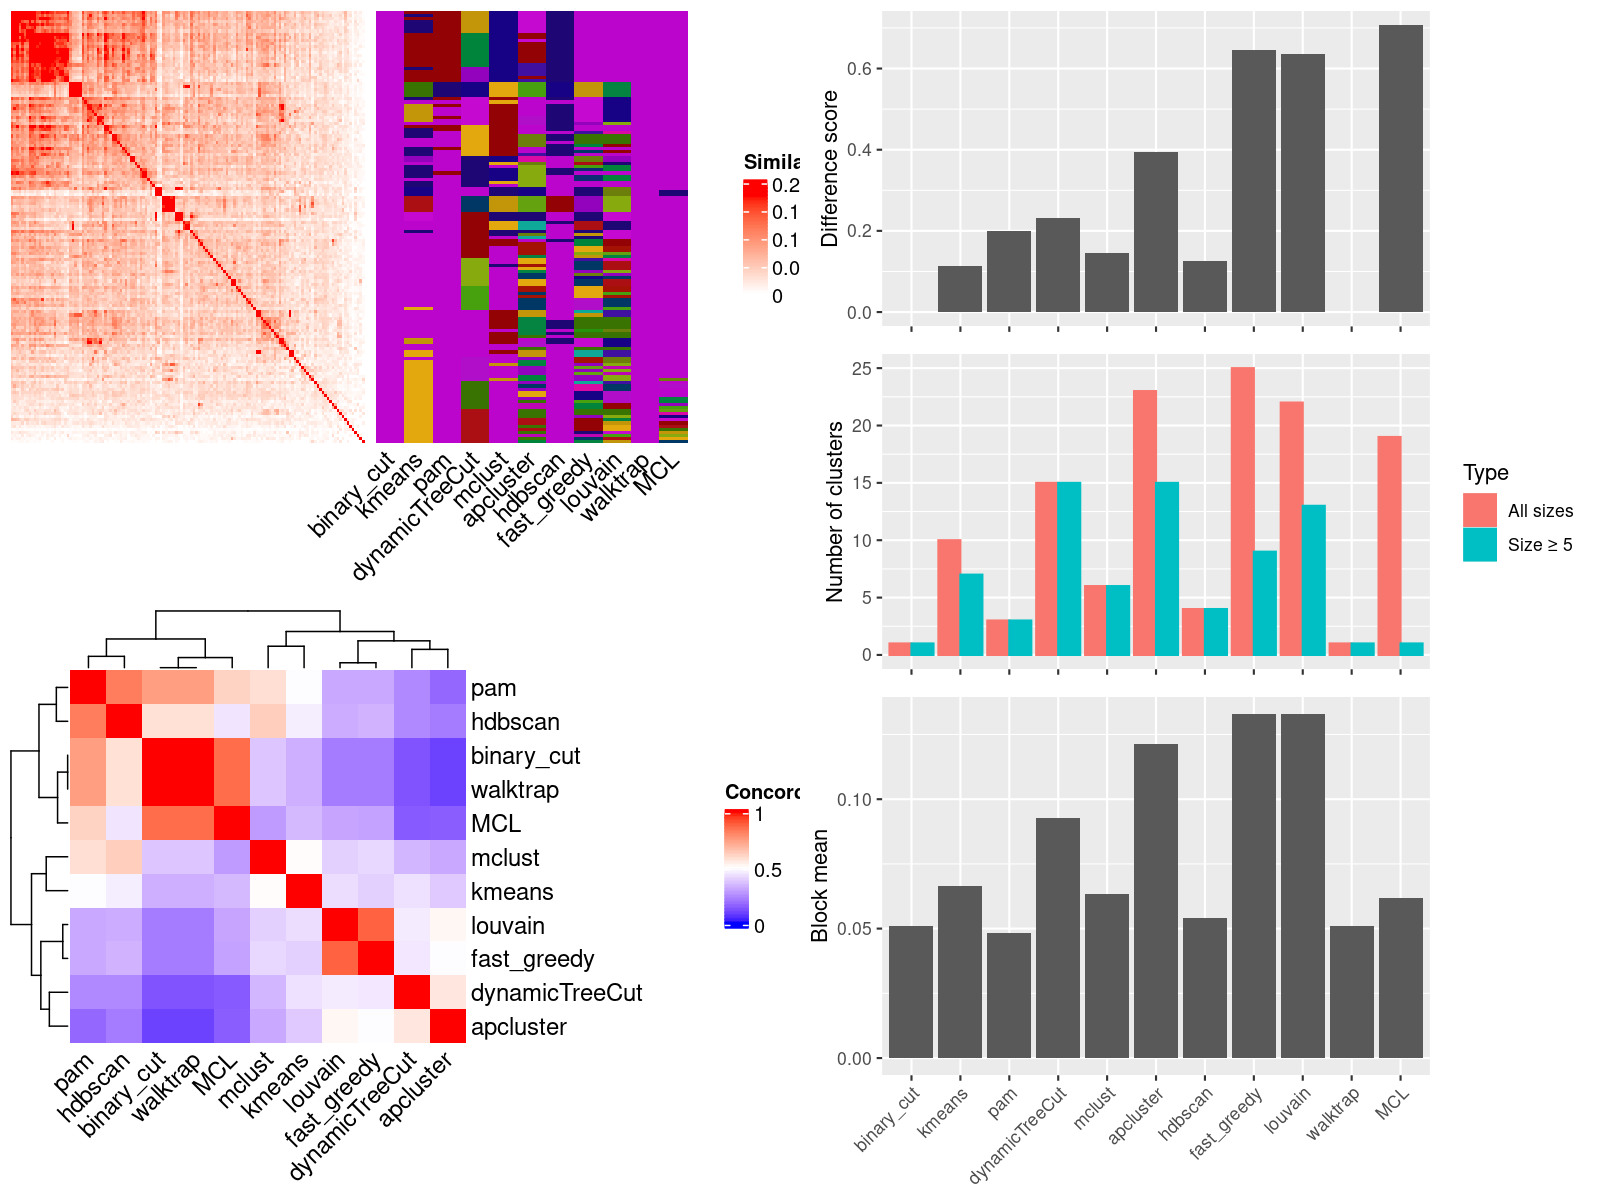 Simila
0.2
0.1
0.1
0.0
0
binary_cut
kmeans
pam
dynamicTreeCut
mclust
apcluster
hdbscan
fast_greedy
louvain
walktrap
MCL
pam
hdbscan
binary_cut
walktrap
MCL
mclust
kmeans
louvain
fast_greedy
dynamicTreeCut
apcluster
pam
hdbscan
binary_cut
walktrap
MCL
mclust
kmeans
louvain
fast_greedy
dynamicTreeCut
apcluster
Concord
1
0.5
0
Difference score
0.6
0.4
0.2
0.0
Number of clusters
25
20
15
10
5
0
Type
All sizes
Size ≥ 5
Block mean
0.10
0.05
0.00
binary_cut
kmeans
pam
dynamicTreeCut
mclust
apcluster
hdbscan
fast_greedy
louvain
walktrap
MCL